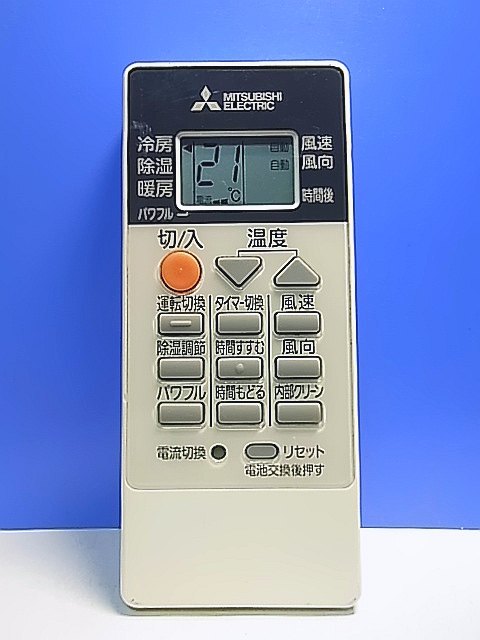 MITSUBISHI
ELECTRIC
冷房
除湿
暖房
パワフル
21
℃
自動
自動
風速
風向
時間後
切/入
温度
運転切換
タイマー切換
風速
除湿調節
時間すすむ
風向
パワフル
時間もどる
内部クリーン
電流切換
リセット
電池交換後押す